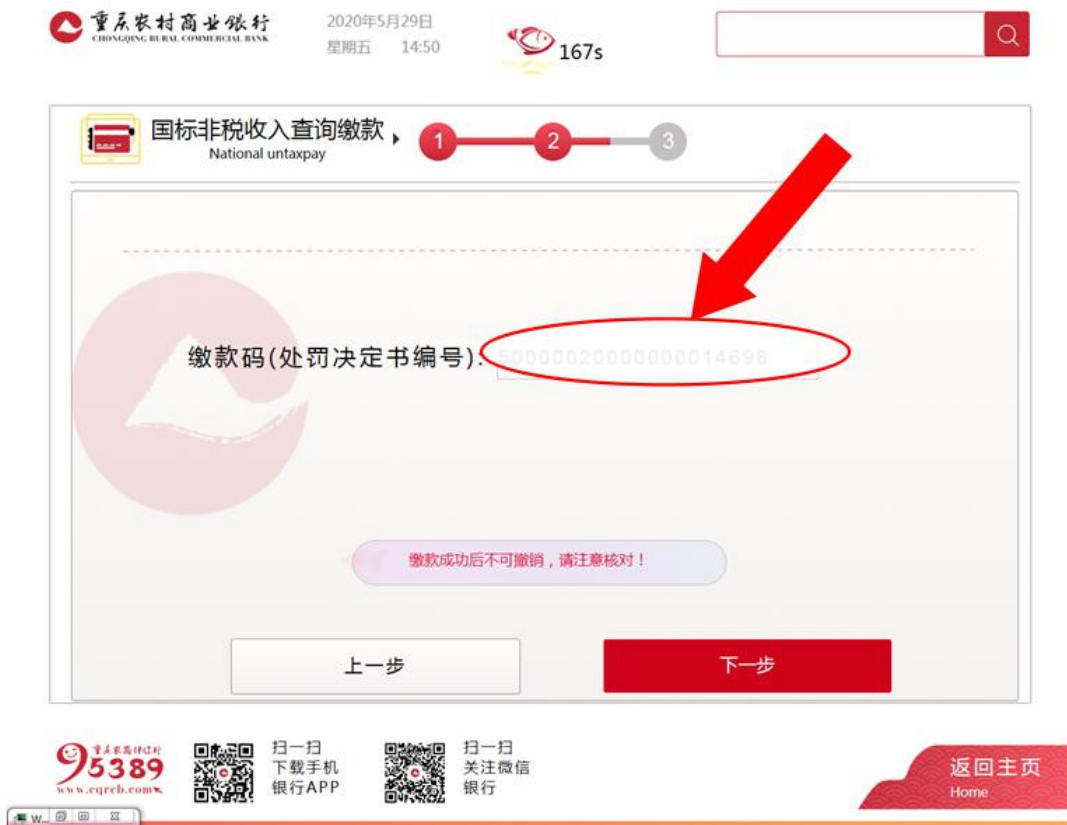 重庆农村商业银行
CHONGQING RURAL COMMERCIAL BANK
2020年5月29日
星期五 14:50
167s
国标非税收入查询缴款
National untaxpay
1 2 3
缴款码(处罚决定书编号):
50000020000000014698
缴款成功后不可撤销，请注意核对！
上一步
下一步
95389
www.cqrcb.com
扫一扫
下载手机
银行APP
扫一扫
关注微信
银行
返回主页
Home